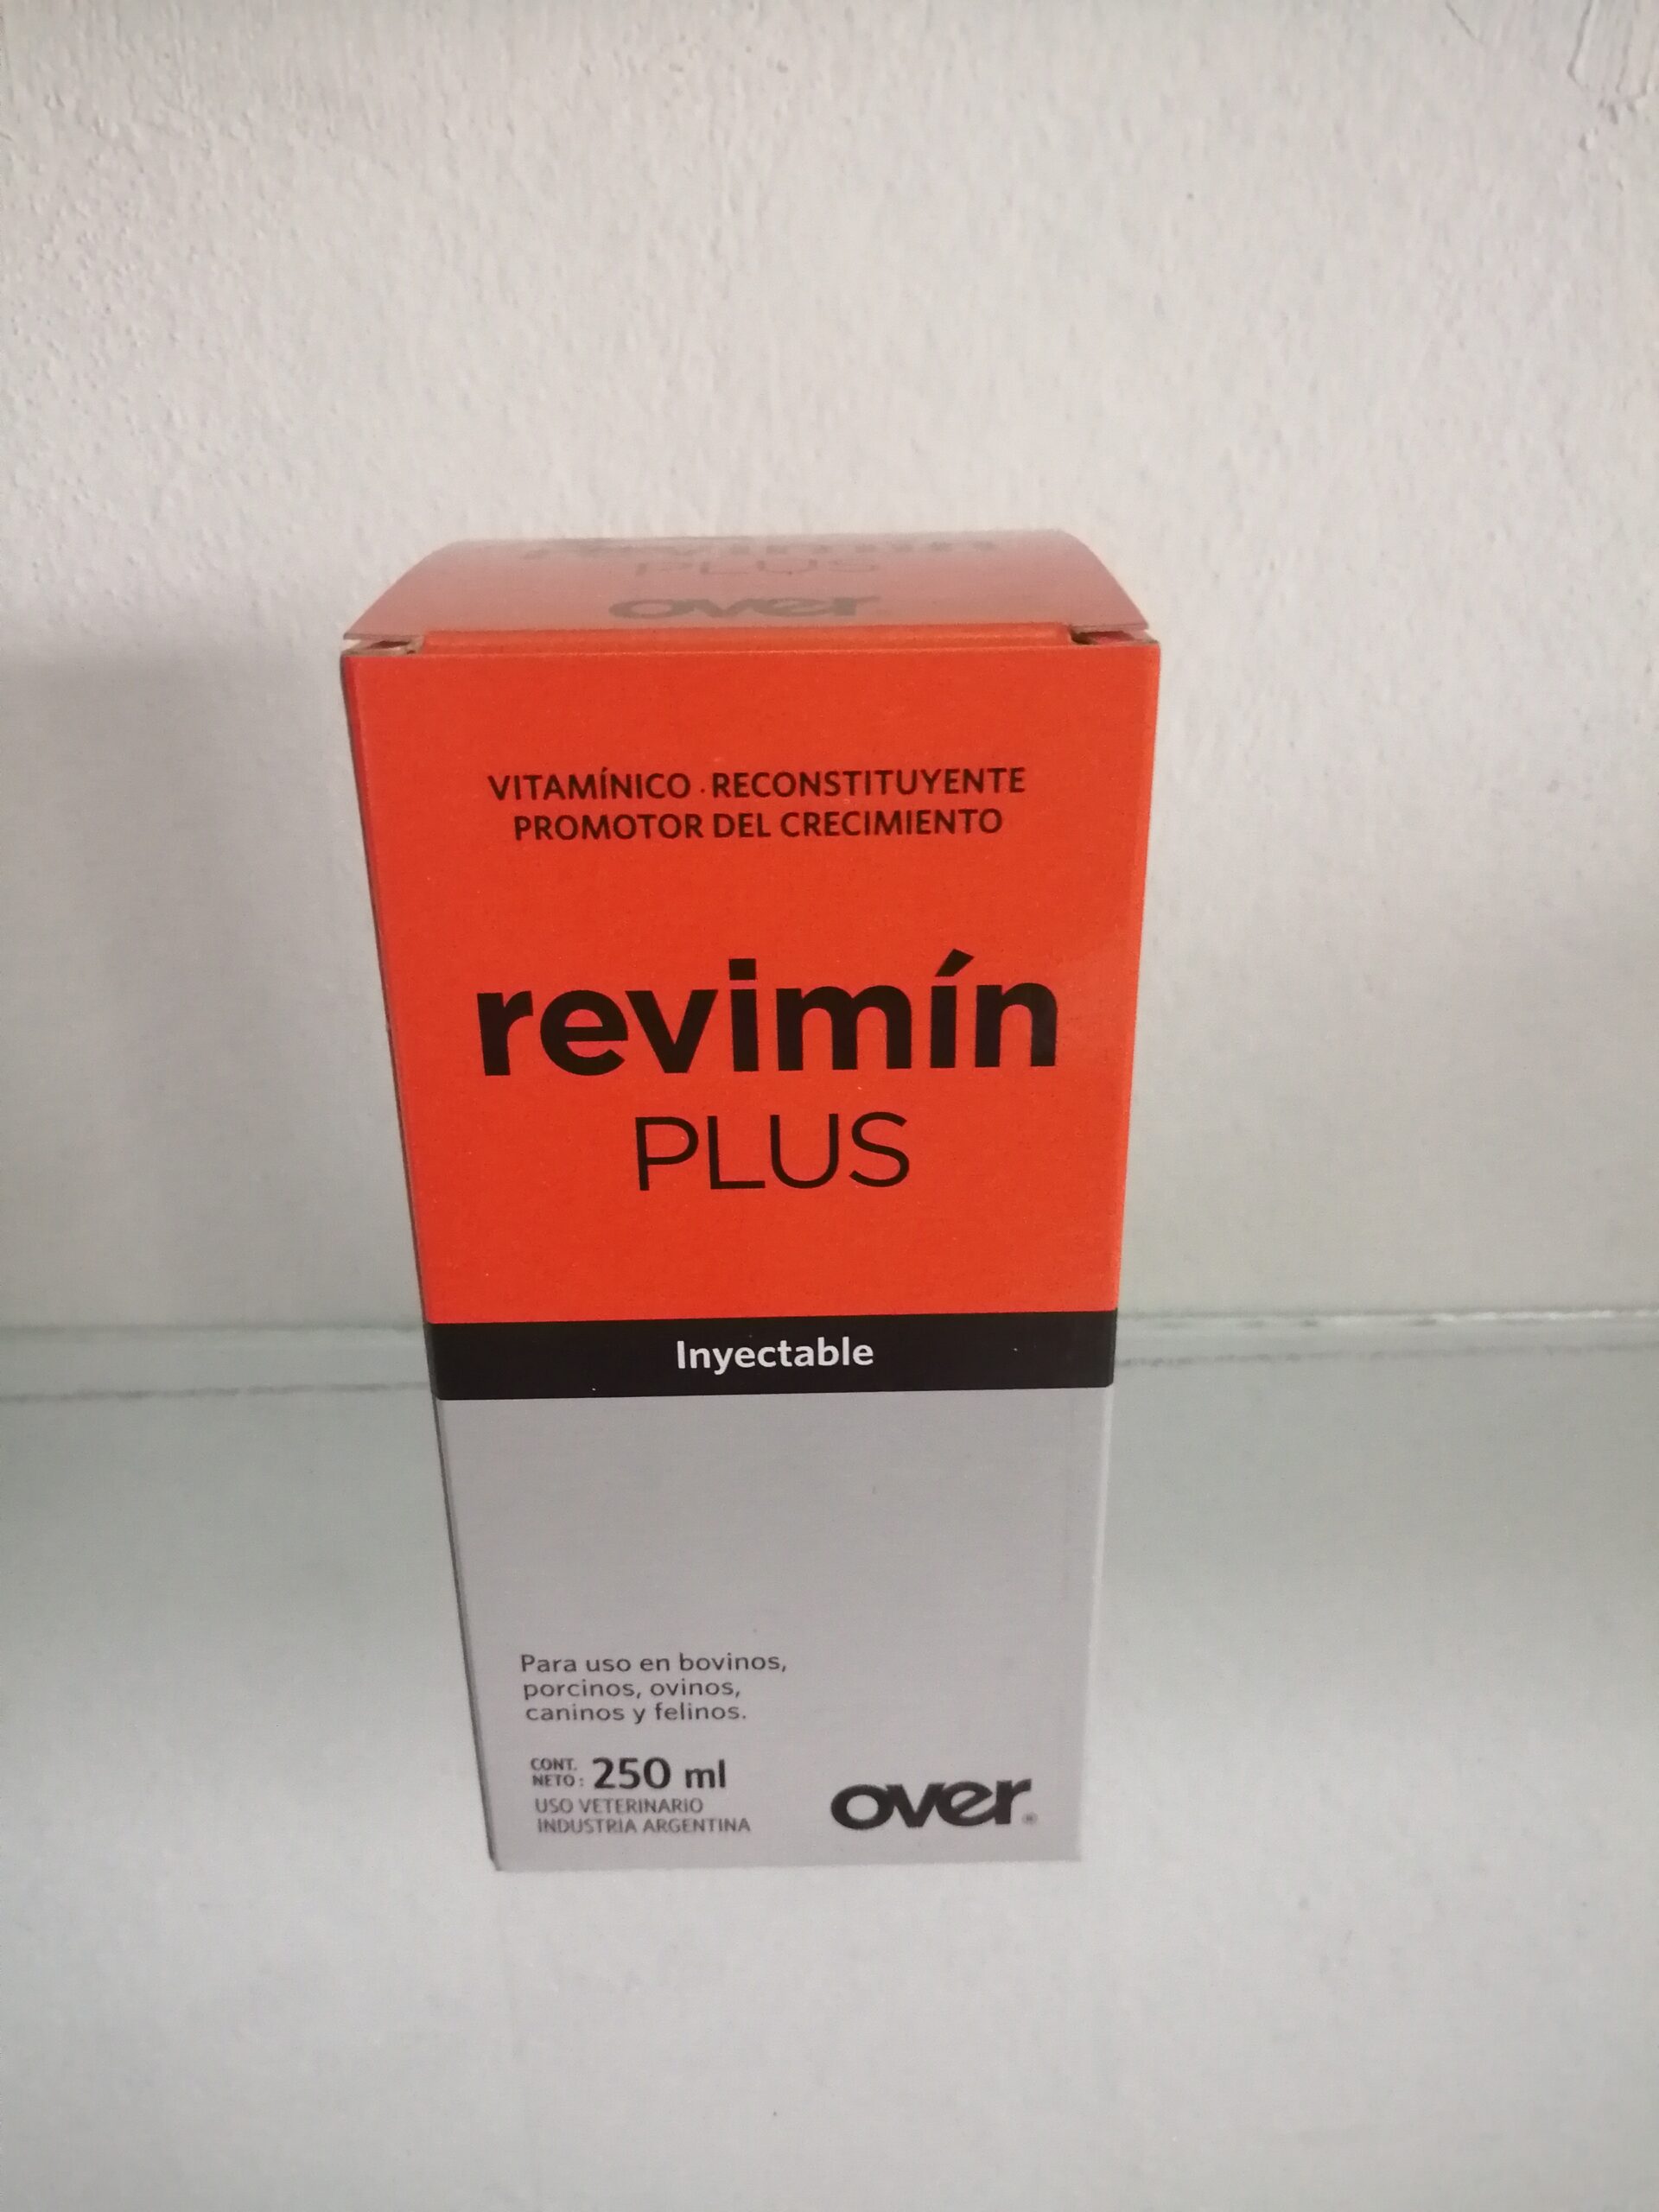 revimín
PLUS
over
VITAMÍNICO · RECONSTITUYENTE
PROMOTOR DEL CRECIMIENTO
revimín
PLUS
Inyectable
Para uso en bovinos,
porcinos, ovinos,
caninos y felinos.
CONT.
NETO: 250 ml
USO VETERINARIO
INDUSTRIA ARGENTINA
over®